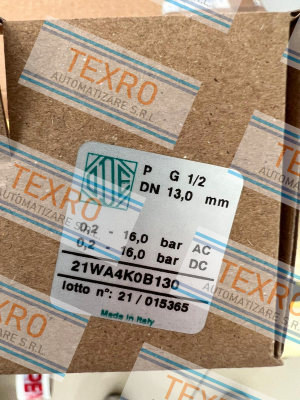 TEXRO
AUTOMATIZARE S.R.L.
TEXRO
AUTOMATIZARE S.R.L.
ODE
P G 1/2
DN 13,0 mm
0,2 - 16,0 bar AC
0,2 - 16,0 bar DC
21WA4K0B130
lotto n°: 21 / 015365
Made in Italy
TEXRO
AUTOMATIZARE S.R.L.
TEXRO